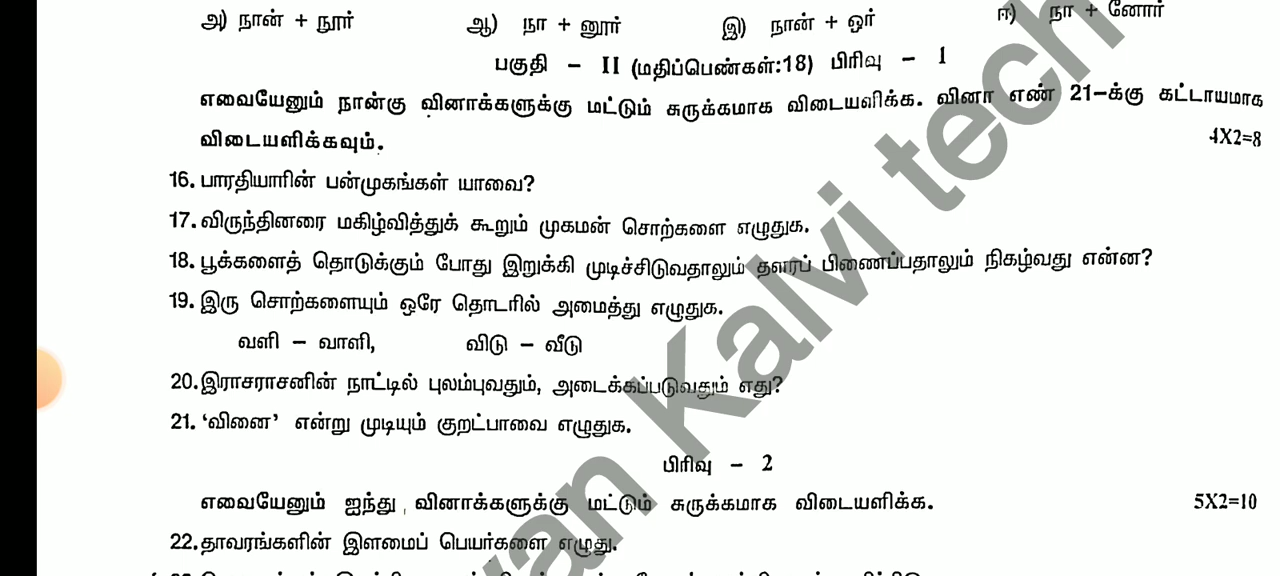 அ) நான் + நூர் ஆ) நா + னூர் இ) நான் + ஓர் ஈ) நா + னோர்
பகுதி – II (மதிப்பெண்கள்:18) பிரிவு – 1
எவையேனும் நான்கு வினாக்களுக்கு மட்டும் சுருக்கமாக விடையளிக்க. வினா எண் 21–க்கு கட்டாயமாக
விடையளிக்கவும். 4X2=8
16. பாரதியாரின் பன்முகங்கள் யாவை?
17. விருந்தினரை மகிழ்வித்துக் கூறும் முகமன் சொற்களை எழுதுக.
18. பூக்களைத் தொடுக்கும் போது இறுக்கி முடிச்சிடுவதாலும் தளரப் பிணைப்பதாலும் நிகழ்வது என்ன?
19. இரு சொற்களையும் ஒரே தொடரில் அமைத்து எழுதுக.
வளி – வாளி, விடு – வீடு
20. இராசராசனின் நாட்டில் புலம்புவதும், அடைக்கப்படுவதும் எது?
21. ‘வினை’ என்று முடியும் குறட்பாவை எழுதுக.
பிரிவு – 2
எவையேனும் ஐந்து வினாக்களுக்கு மட்டும் சுருக்கமாக விடையளிக்க. 5X2=10
22. தாவரங்களின் இளமைப் பெயர்களை எழுது.
Kalvi tech